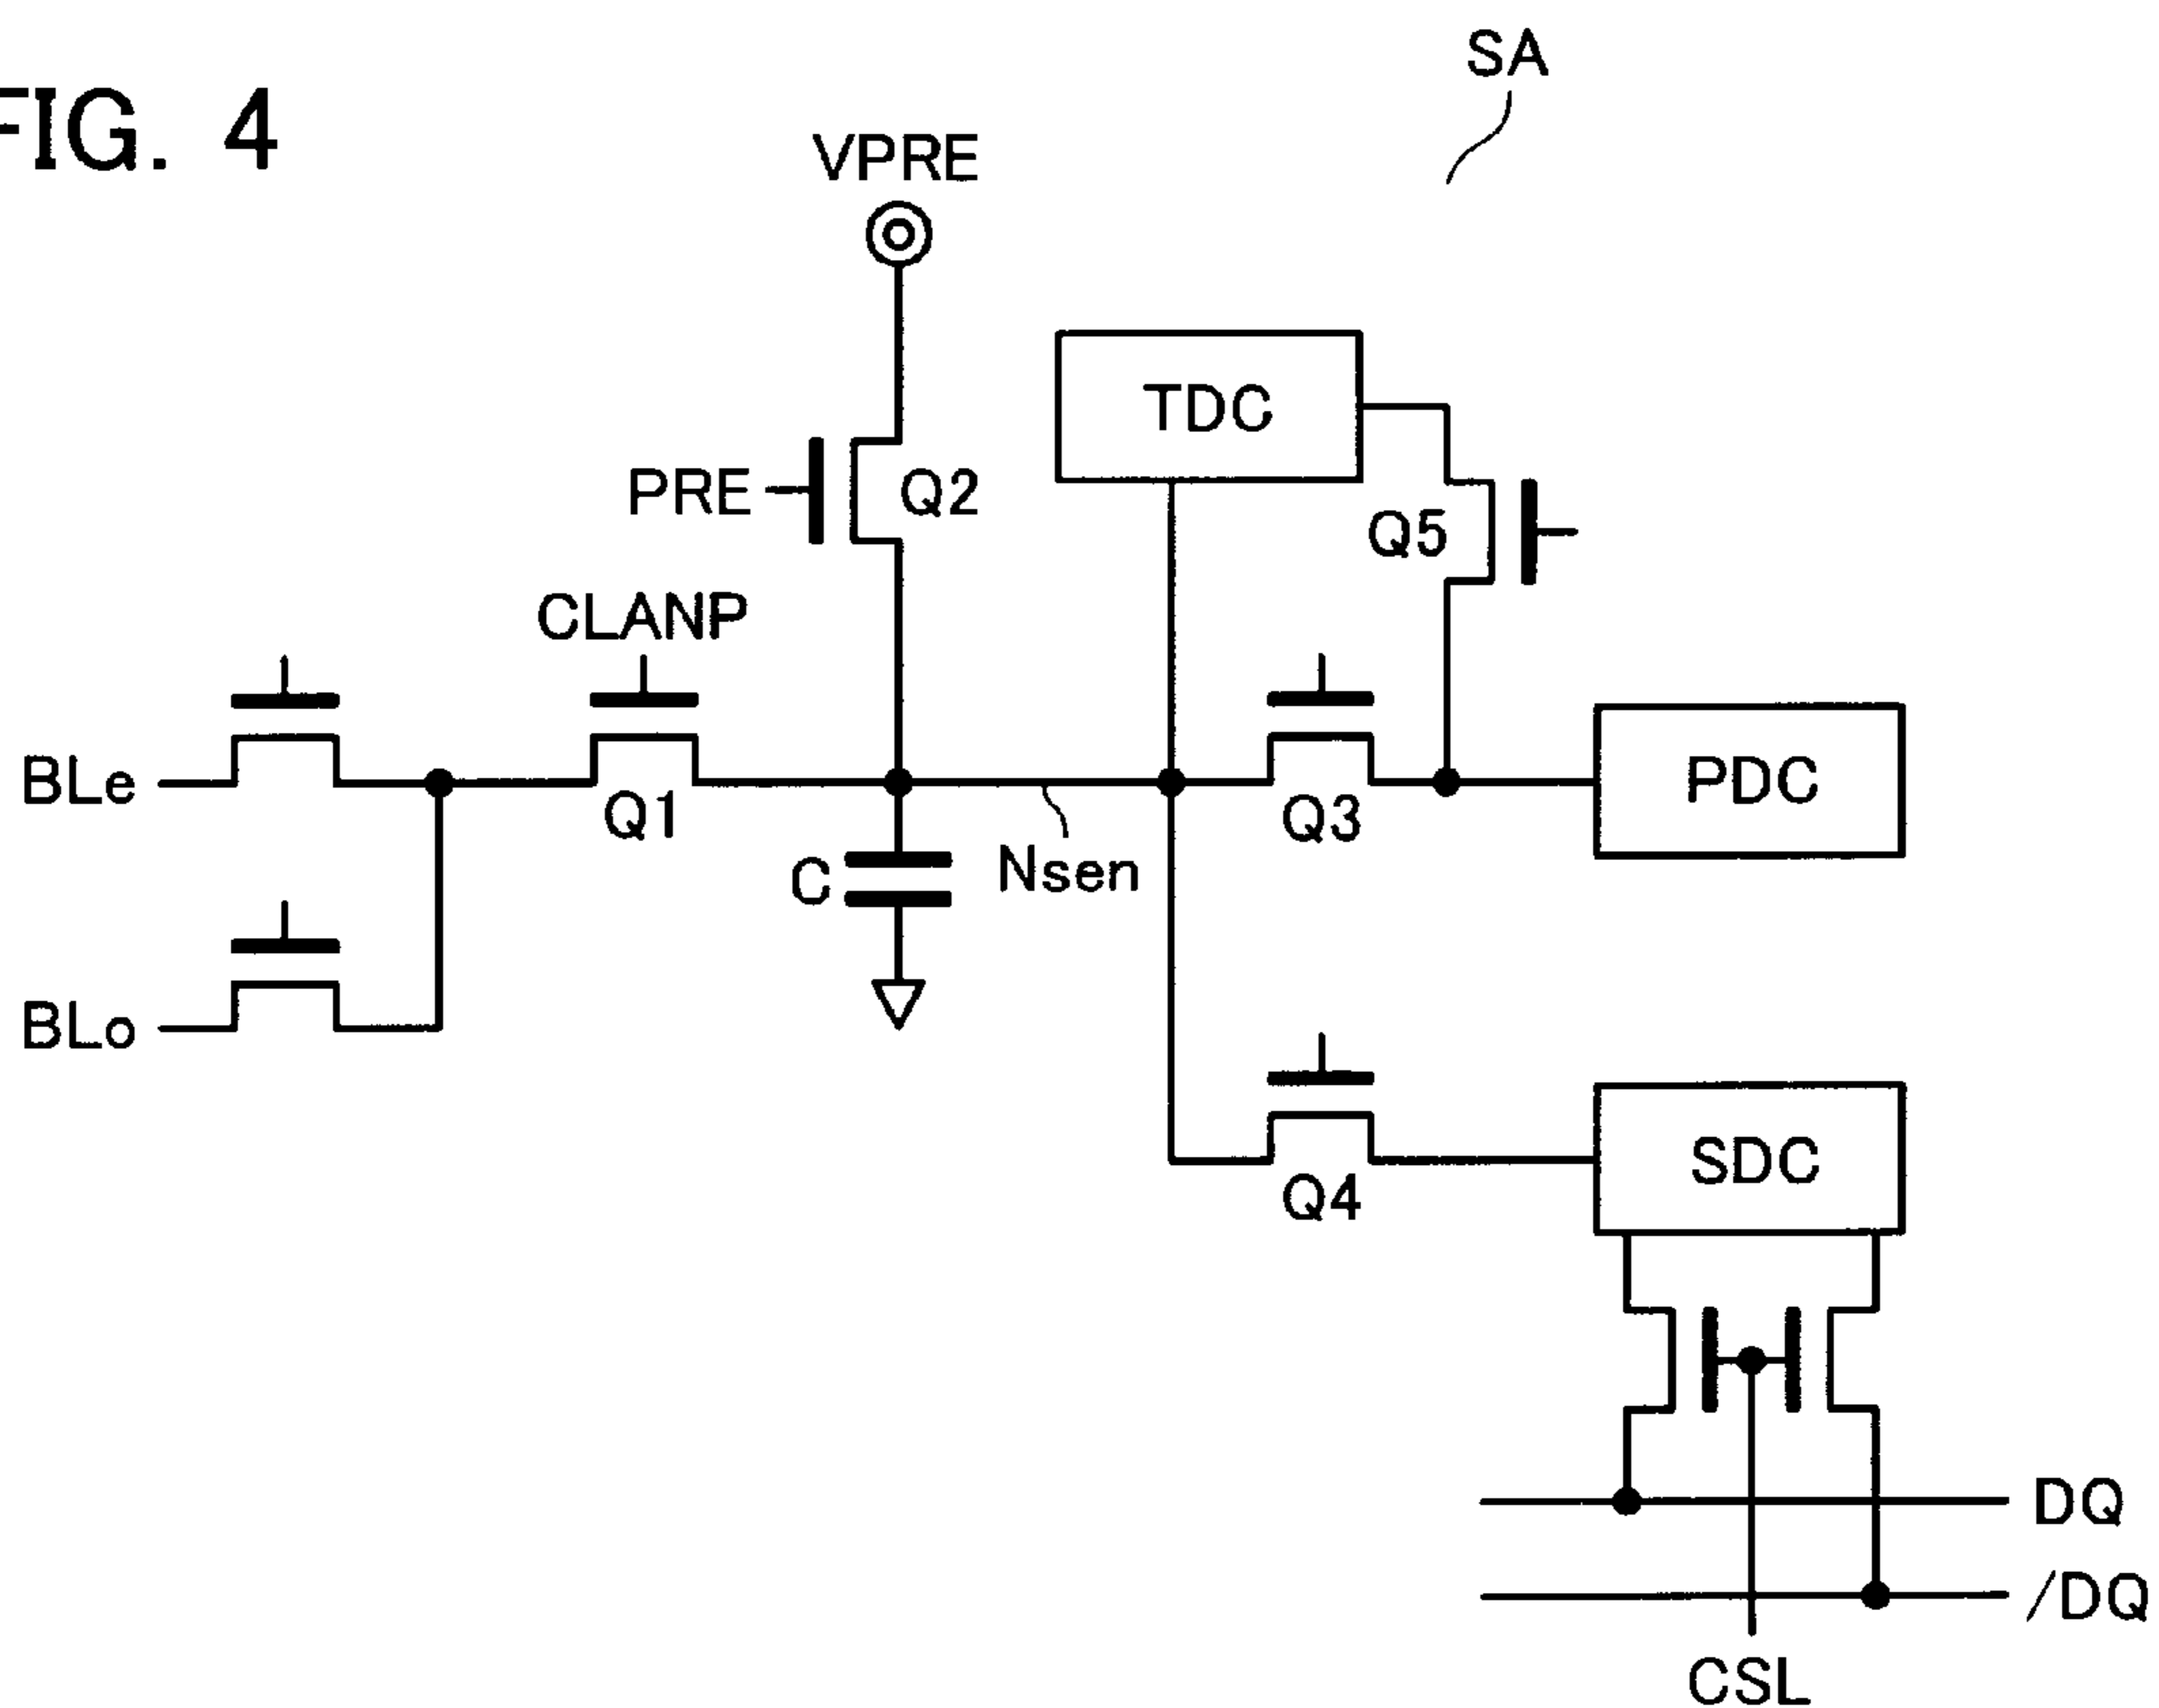 FIG. 4
SA
VPRE
TDC
PRE
Q2
Q5
CLANP
BLe
Q1
Q3
PDC
C
Nsen
BLo
Q4
SDC
DQ
/DQ
CSL